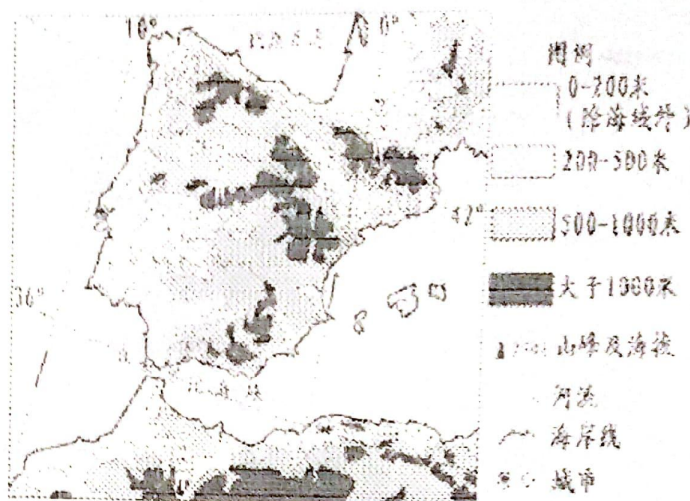 10°
0°
42°
36°
图例
0-200米
(除海域外)
200-500米
500-1000米
大于1000米
山峰及海拔
河流
海岸线
城市